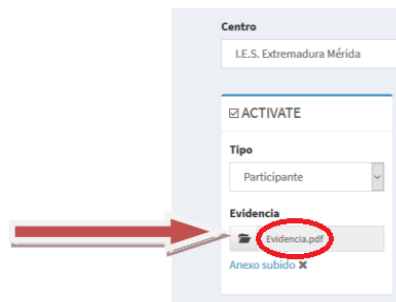 Centro
I.E.S. Extremadura Mérida
ACTIVATE
Tipo
Participante
Evidencia
Evidencia.pdf
Anexo subido